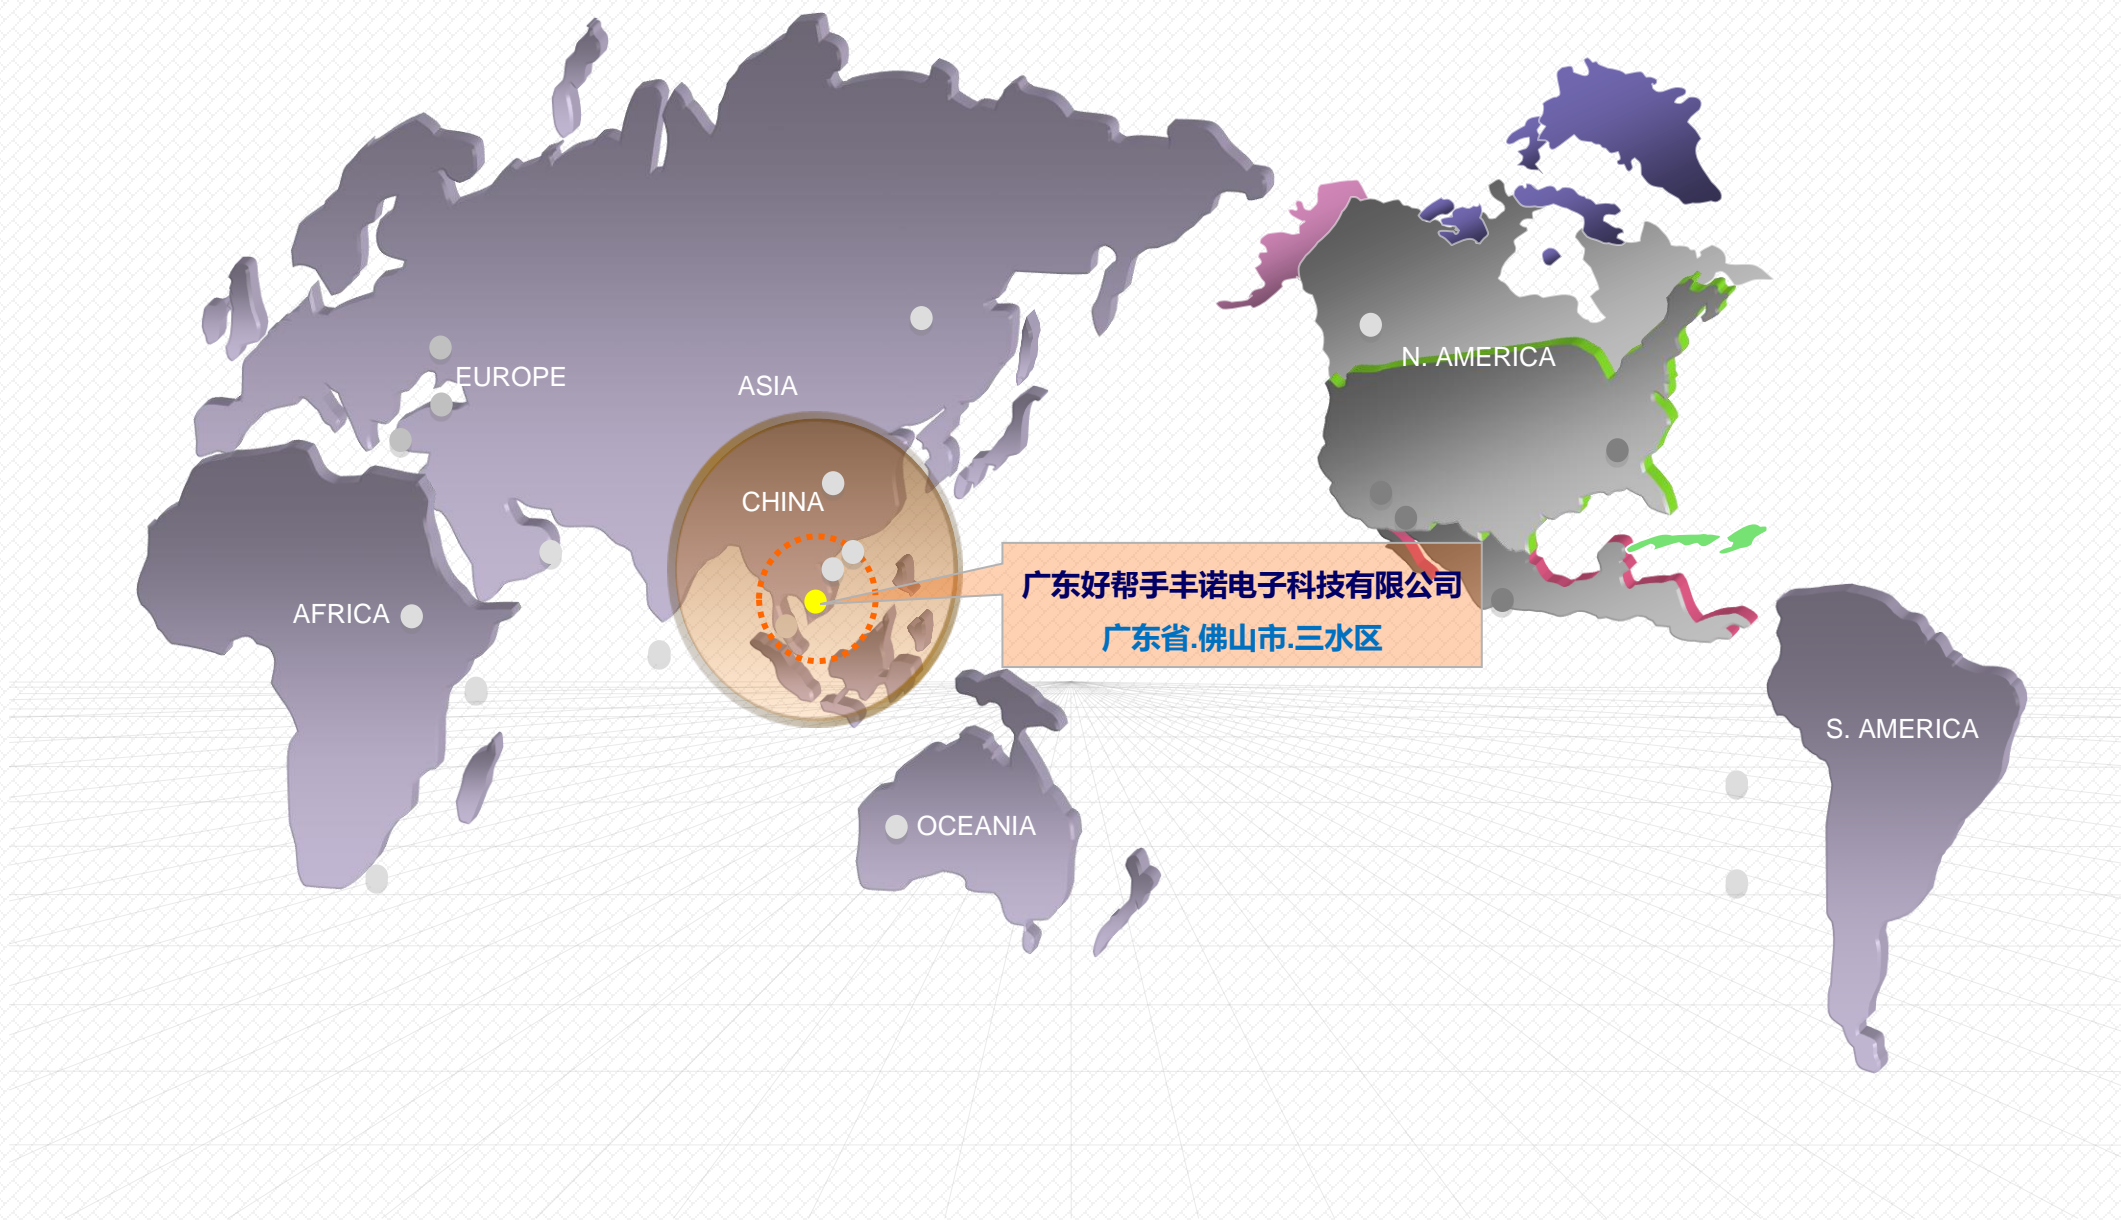 EUROPE
ASIA
N. AMERICA
CHINA
广东好帮手丰诺电子科技有限公司
AFRICA
广东省.佛山市.三水区
S. AMERICA
OCEANIA